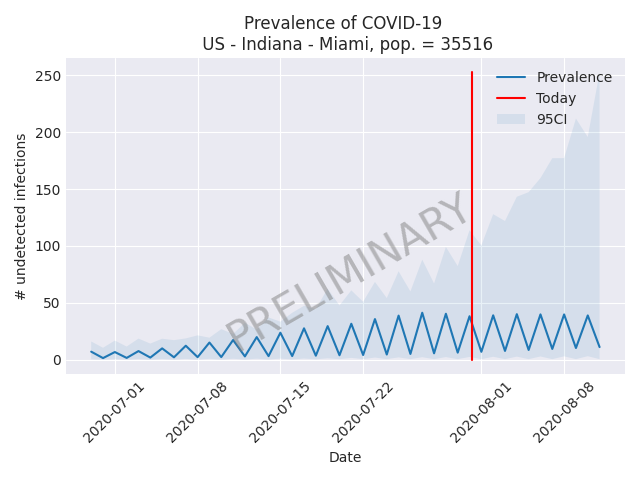 Prevalence of COVID-19
US - Indiana - Miami, pop. = 35516
250
200
150
100
50
0
# undetected infections
Prevalence
Today
95CI
PRELIMINARY
2020-07-01
2020-07-08
2020-07-15
2020-07-22
2020-08-01
2020-08-08
Date